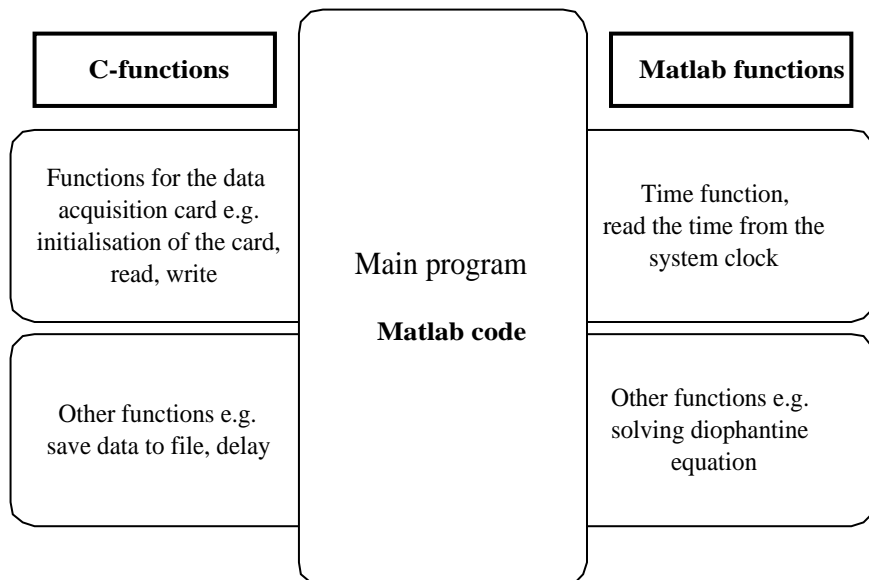 C-functions
Functions for the data
acquisition card e.g.
initialisation of the card,
read, write
Other functions e.g.
save data to file, delay
Main program
Matlab code
Matlab functions
Time function,
read the time from the
system clock
Other functions e.g.
solving diophantine
equation